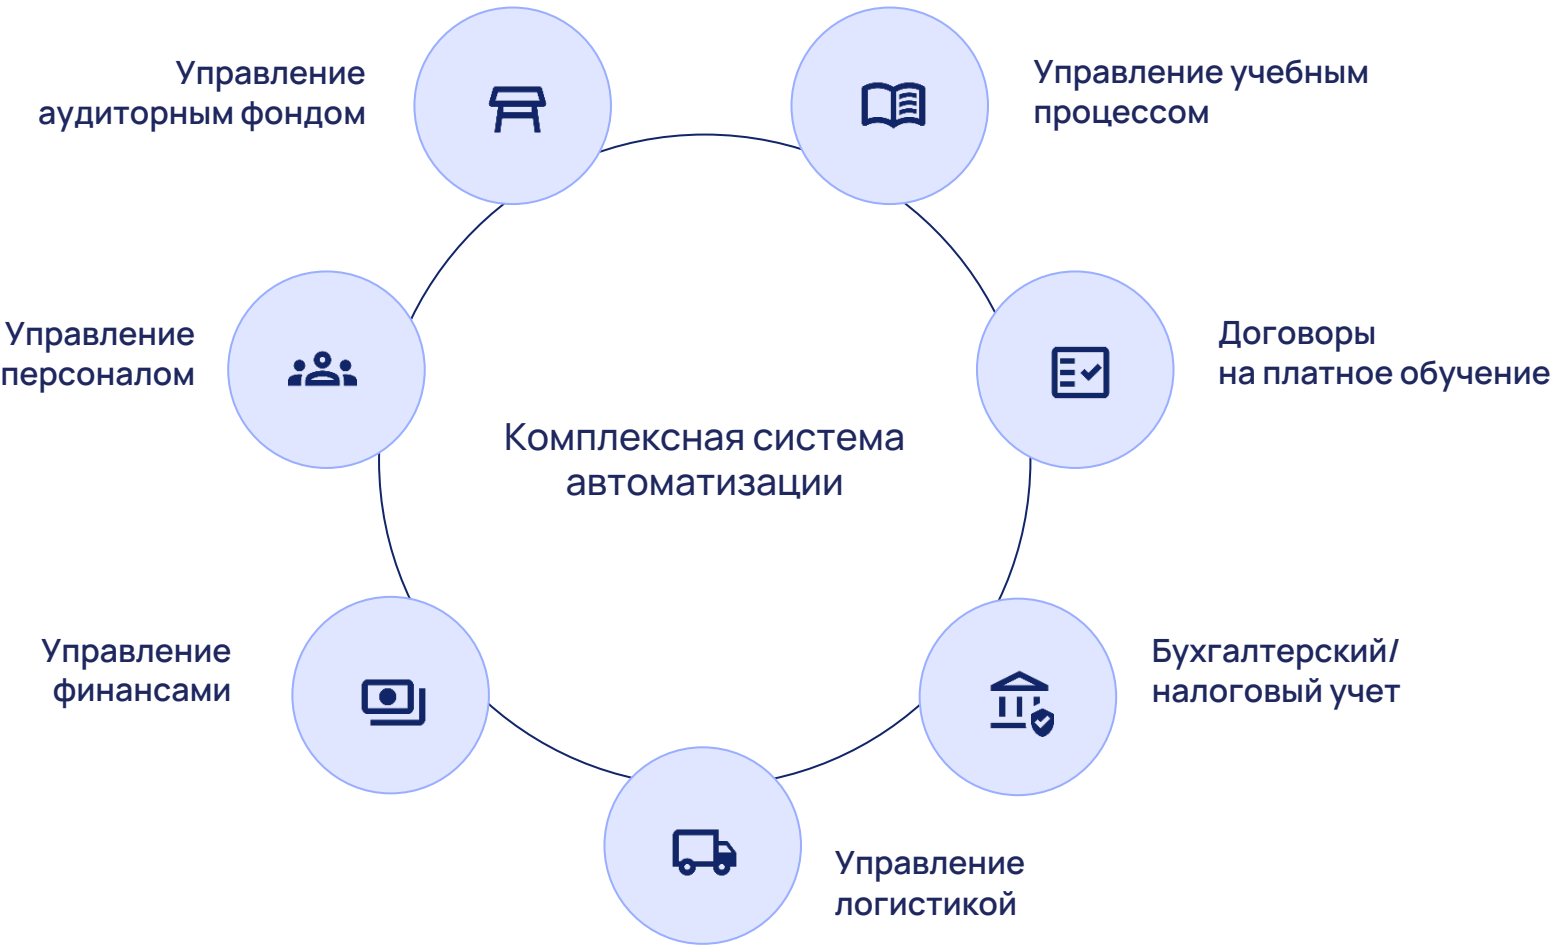 Управление
аудиторным фондом
Управление учебным
процессом
Управление
персоналом
Договоры
на платное обучение
Комплексная система
автоматизации
Управление
финансами
Бухгалтерский/
налоговый учет
Управление
логистикой